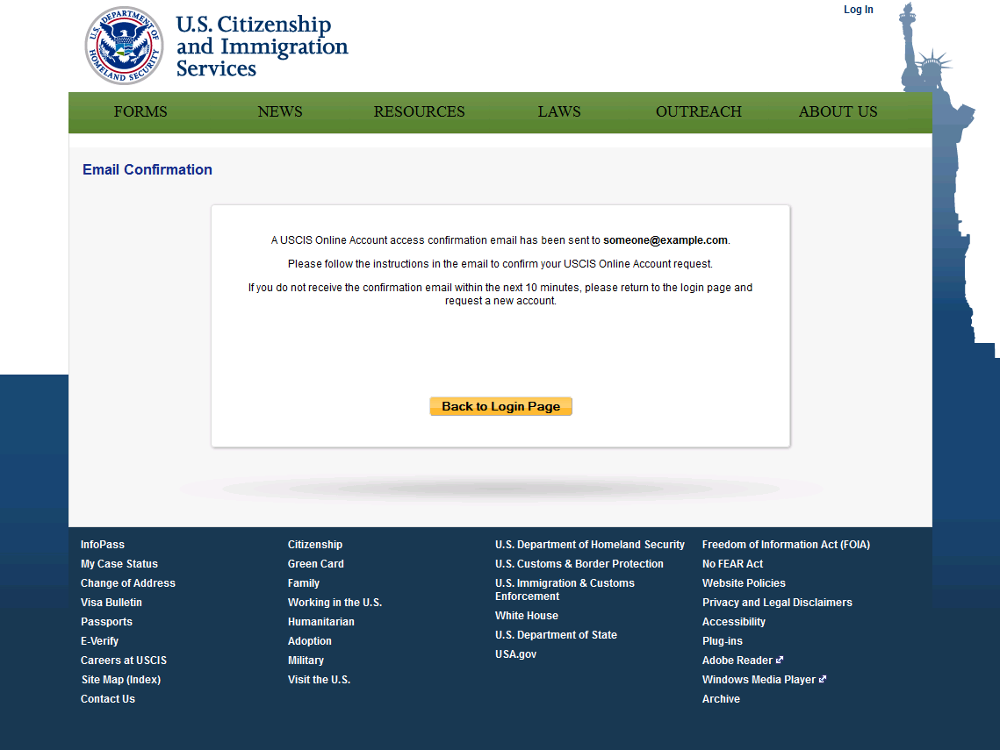 U.S. DEPARTMENT OF HOMELAND SECURITY
U.S. Citizenship
and Immigration
Services
Log In
FORMS NEWS RESOURCES LAWS OUTREACH ABOUT US
Email Confirmation
A USCIS Online Account access confirmation email has been sent to someone@example.com.
Please follow the instructions in the email to confirm your USCIS Online Account request.
If you do not receive the confirmation email within the next 10 minutes, please return to the login page and
request a new account.
Back to Login Page
InfoPass
My Case Status
Change of Address
Visa Bulletin
Passports
E-Verify
Careers at USCIS
Site Map (Index)
Contact Us
Citizenship
Green Card
Family
Working in the U.S.
Humanitarian
Adoption
Military
Visit the U.S.
U.S. Department of Homeland Security
U.S. Customs & Border Protection
U.S. Immigration & Customs
Enforcement
White House
U.S. Department of State
USA.gov
Freedom of Information Act (FOIA)
No FEAR Act
Website Policies
Privacy and Legal Disclaimers
Accessibility
Plug-ins
Adobe Reader
Windows Media Player
Archive